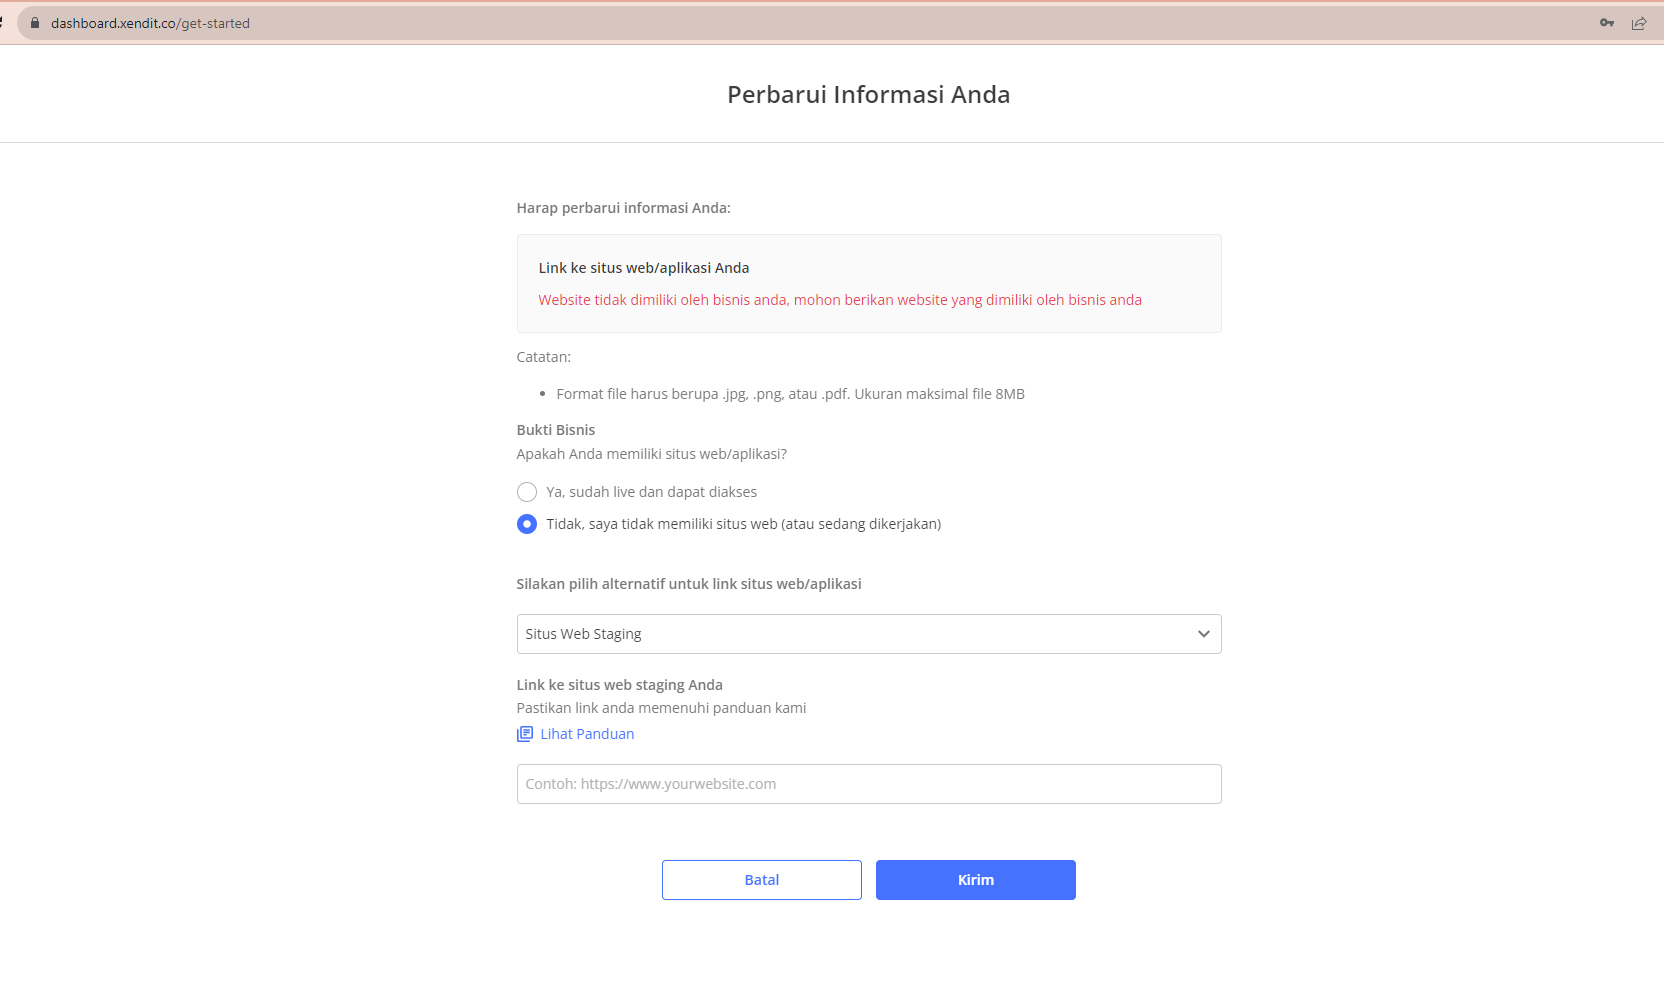 dashboard.xendit.co/get-started
Perbarui Informasi Anda
Harap perbarui informasi Anda:
Link ke situs web/aplikasi Anda
Website tidak dimiliki oleh bisnis anda, mohon berikan website yang dimiliki oleh bisnis anda
Catatan:
• Format file harus berupa .jpg, .png, atau .pdf. Ukuran maksimal file 8MB
Bukti Bisnis
Apakah Anda memiliki situs web/aplikasi?
Ya, sudah live dan dapat diakses
Tidak, saya tidak memiliki situs web (atau sedang dikerjakan)
Silakan pilih alternatif untuk link situs web/aplikasi
Situs Web Staging
Link ke situs web staging Anda
Pastikan link anda memenuhi panduan kami
Lihat Panduan
Contoh: https://www.yourwebsite.com
Batal
Kirim